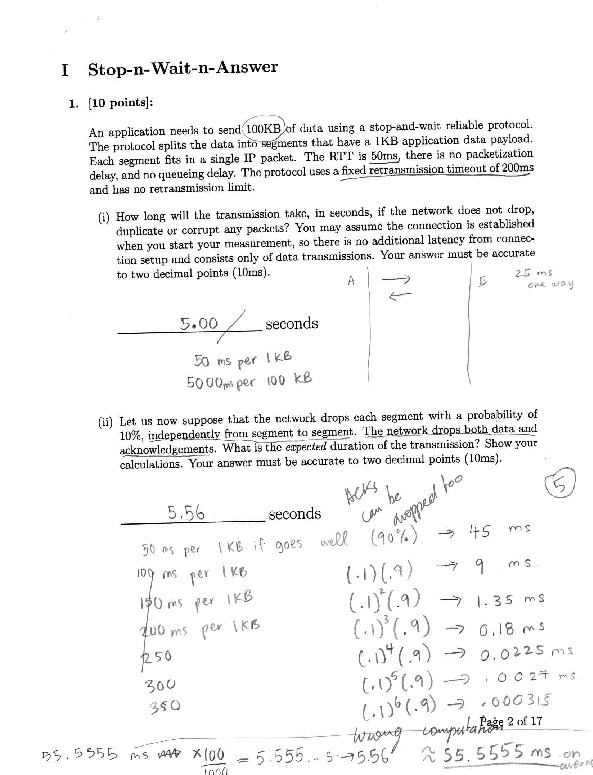 I Stop-n-Wait-n-Answer
1. [10 points]:
An application needs to send 100KB of data using a stop-and-wait reliable protocol.
The protocol splits the data into segments that have a 1KB application data payload.
Each segment fits in a single IP packet. The RTT is 50ms, there is no packetization
delay, and no queueing delay. The protocol uses a fixed retransmission timeout of 200ms
and has no retransmission limit.
(i) How long will the transmission take, in seconds, if the network does not drop,
duplicate or corrupt any packets? You may assume the connection is established
when you start your measurement, so there is no additional latency from connec-
tion setup and consists only of data transmissions. Your answer must be accurate
to two decimal points (10ms).
A B 25 ms
one way
5.00 seconds
50 ms per 1KB
5000ms per 100 KB
(ii) Let us now suppose that the network drops each segment with a probability of
10%, independently from segment to segment. The network drops both data and
acknowledgements. What is the expected duration of the transmission? Show your
calculations. Your answer must be accurate to two decimal points (10ms).
Acks can be dropped too
5
5.56 seconds
50 ms per 1KB if goes well (90%) → 45 ms
100 ms per 1KB (.1)(.9) → 9 ms.
150 ms per 1KB (.1)²(.9) → 1.35 ms
200 ms per 1KB (.1)³(.9) → 0.18 ms
250 (.1)⁴(.9) → 0.0225 ms
300 (.1)⁵(.9) → .0027 ms
350 (.1)⁶(.9) → .000315
wrong computation
Page 2 of 17
55.5555 ms ×100/1000 = 5.555... s → 5.56 ≈ 55.5555 ms on